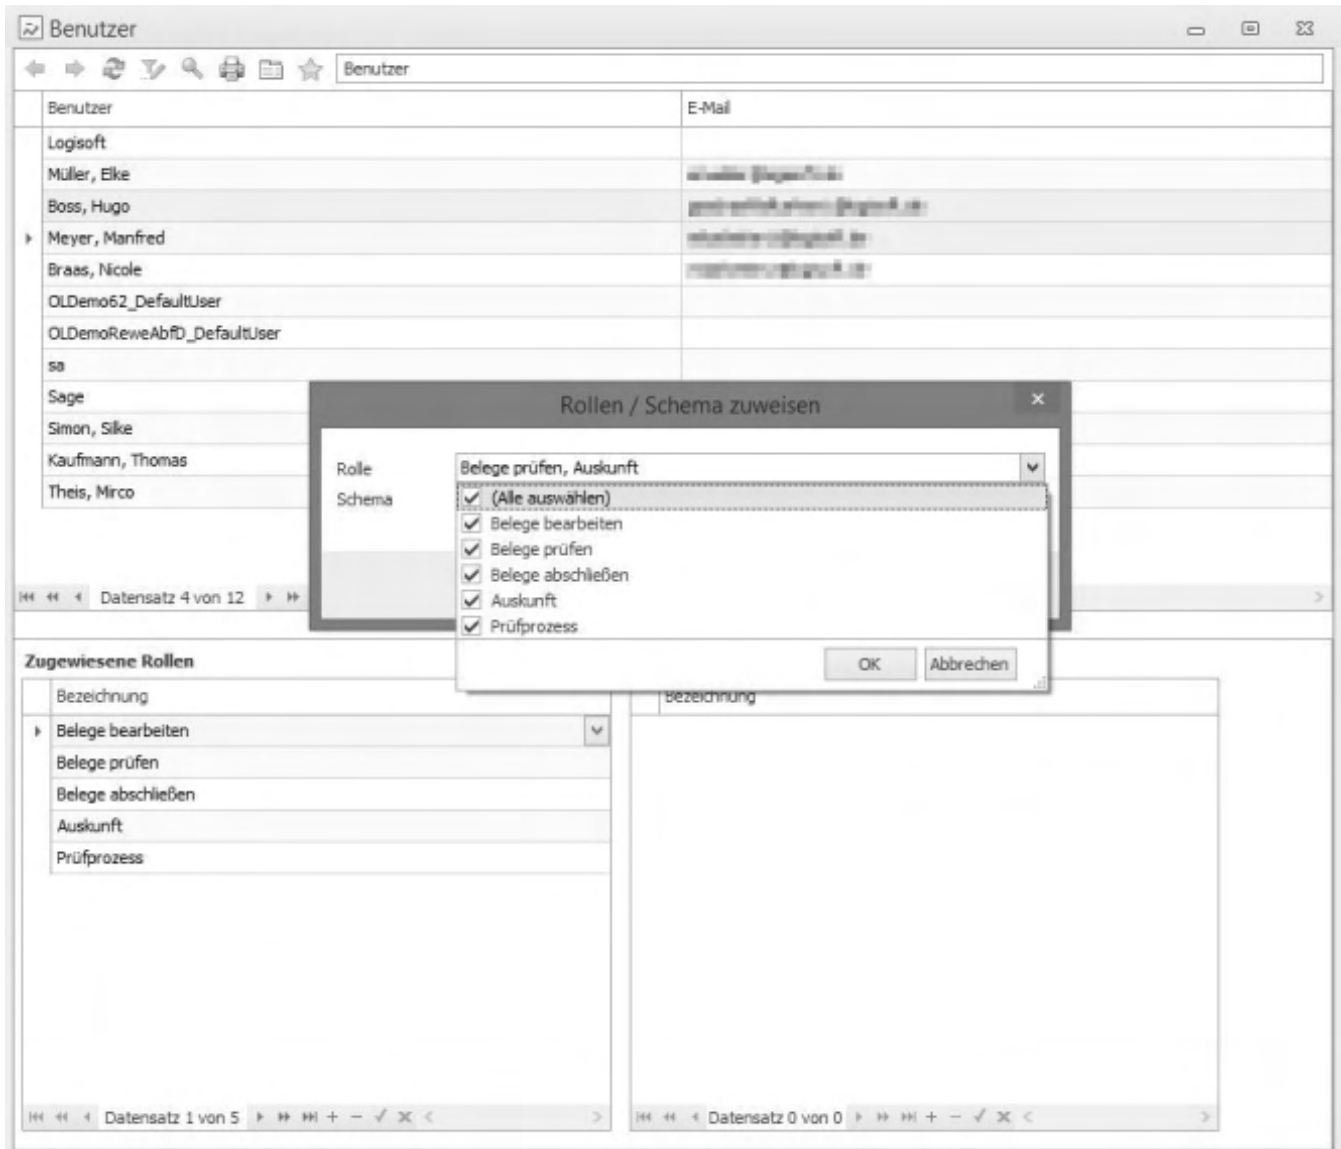 Benutzer
Benutzer
Benutzer E-Mail
Logisoft
Müller, Elke
Boss, Hugo
Meyer, Manfred
Braas, Nicole
OLDemo62_DefaultUser
OLDemoReweAbfD_DefaultUser
sa
Sage
Simon, Silke
Kaufmann, Thomas
Theis, Mirco
Datensatz 4 von 12
Rollen / Schema zuweisen
Rolle Belege prüfen, Auskunft
Schema
(Alle auswählen)
Belege bearbeiten
Belege prüfen
Belege abschließen
Auskunft
Prüfprozess
OK Abbrechen
Zugewiesene Rollen
Bezeichnung
Belege bearbeiten
Belege prüfen
Belege abschließen
Auskunft
Prüfprozess
Datensatz 1 von 5
Bezeichnung
Datensatz 0 von 0